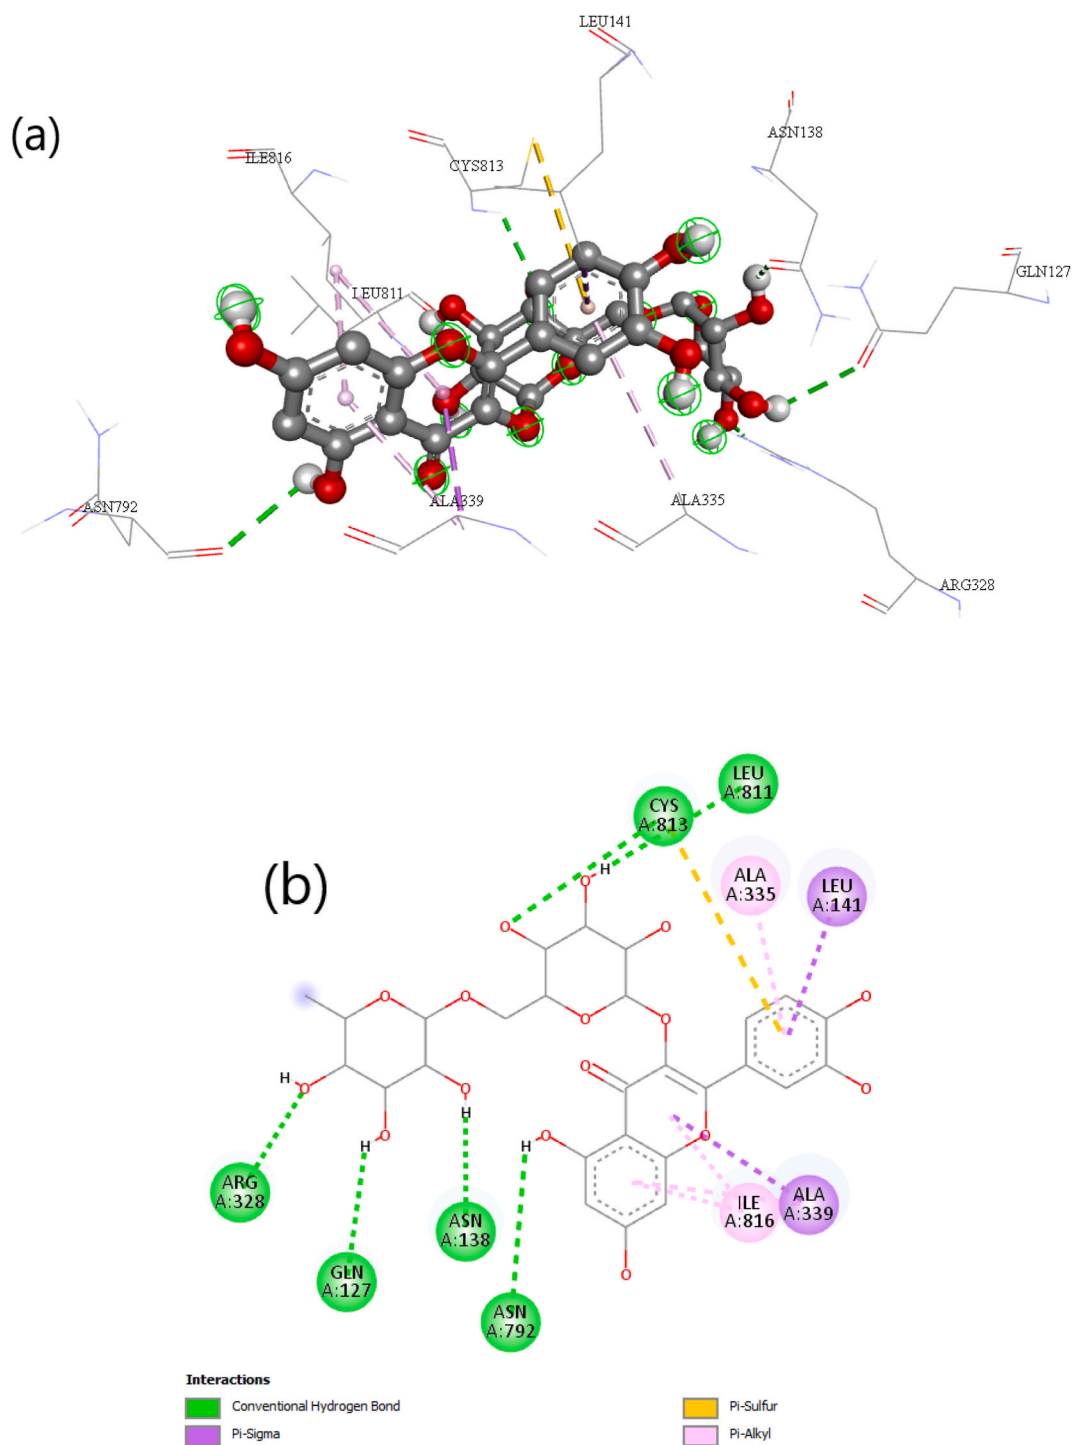 (a)
LEU141
ASN138
ILE816
CYS813
GLN127
LEU811
ASN792
ALA339
ALA335
ARG328
(b)
LEU
A:811
CYS
A:813
ALA
A:335
LEU
A:141
H
O
O
O
O
O
O
O
O
O
H
O
O
O
H
O
H
H
O
O
H
O
O
ARG
A:328
ASN
A:138
GLN
A:127
ASN
A:792
ILE
A:816
ALA
A:339
O
Interactions
Conventional Hydrogen Bond
Pi-Sigma
Pi-Sulfur
Pi-Alkyl